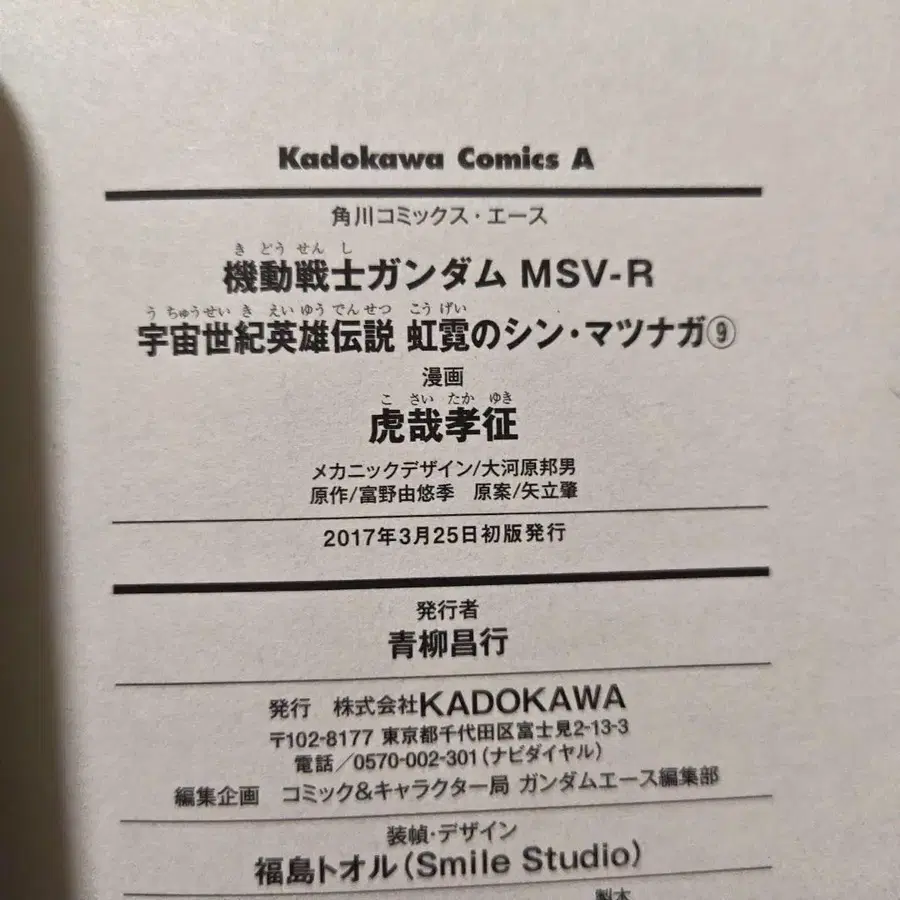 Kadokawa Comics A
角川コミックス・エース
き どう せん し
機動戦士ガンダム MSV-R
う ちゅうせい き えい ゆう でん せつ こう げい
宇宙世紀英雄伝説 虹霓のシン・マツナガ⑨
漫画
こ さい たか ゆき
虎哉孝征
メカニックデザイン/大河原邦男
原作/富野由悠季 原案/矢立肇
2017年3月25日初版発行
発行者
青柳昌行
発行 株式会社KADOKAWA
〒102-8177 東京都千代田区富士見2-13-3
電話/0570-002-301(ナビダイヤル)
編集企画 コミック&キャラクター局 ガンダムエース編集部
装幀・デザイン
福島トオル(Smile Studio)